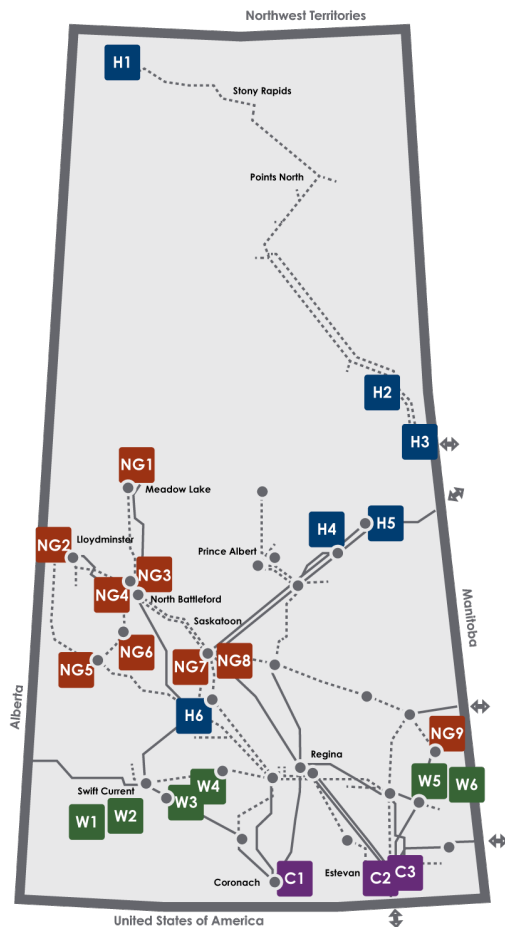 Northwest Territories
H1
Stony Rapids
Points North
H2
H3
NG1
Meadow Lake
H5
H4
NG2
Lloydminster
Prince Albert
NG3
NG4
North Battleford
Manitoba
Saskatoon
NG6
NG5
NG7
NG8
Alberta
H6
NG9
Regina
W5
W6
W4
Swift Current
W3
W2
W1
Estevan
C3
C2
Coronach
C1
United States of America